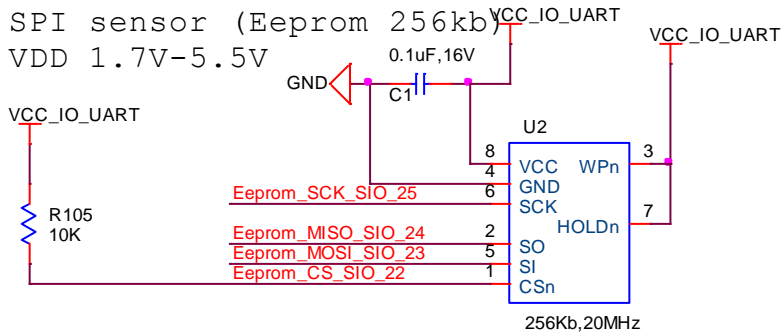 SPI sensor (Eeprom 256kb)
VDD 1.7V-5.5V
VCC_IO_UART
VCC_IO_UART
0.1uF,16V
GND
C1
VCC_IO_UART
U2
8 VCC WPn 3
4 GND
Eeprom_SCK_SIO_25 6 SCK
HOLDn 7
R105
10K
Eeprom_MISO_SIO_24 2 SO
Eeprom_MOSI_SIO_23 5 SI
Eeprom_CS_SIO_22 1 CSn
256Kb,20MHz